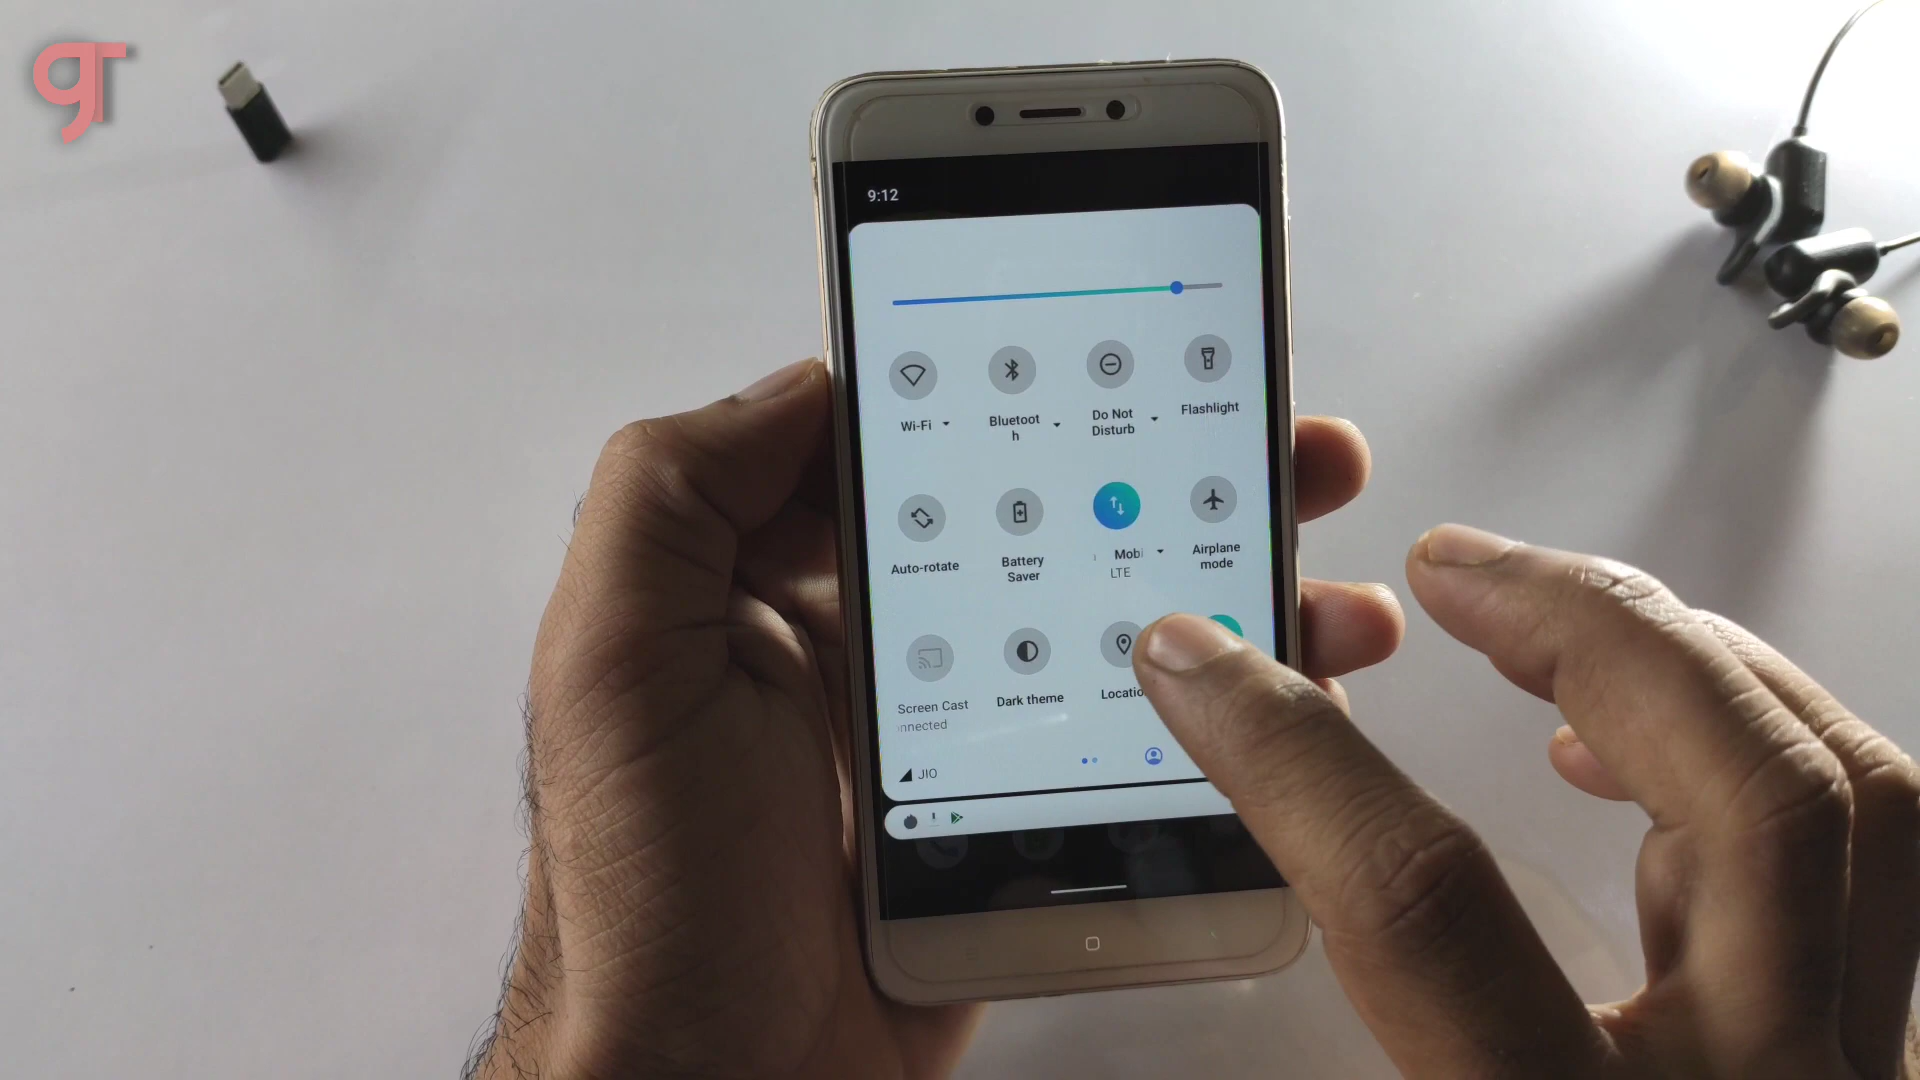 9:12
Wi-Fi
Bluetoot
h
Do Not
Disturb
Flashlight
Auto-rotate
Battery
Saver
Mobi
LTE
Airplane
mode
Screen Cast
nnected
Dark theme
Locatio
JIO